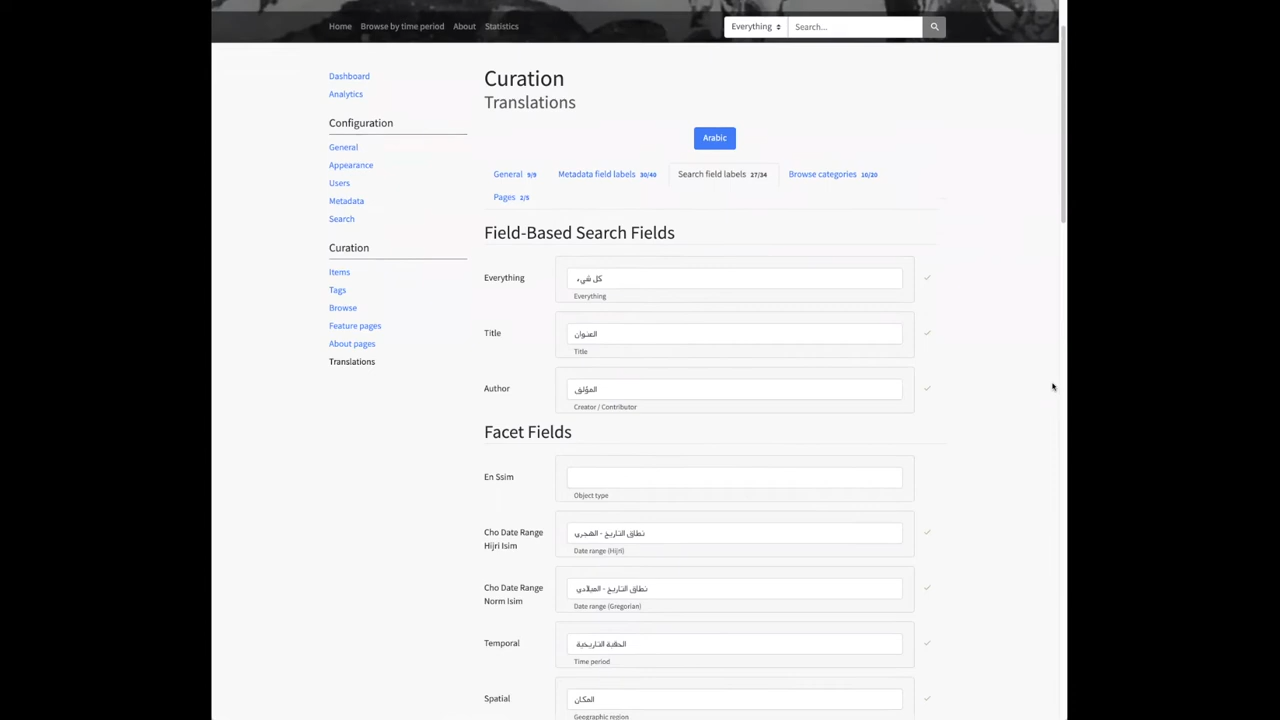 Home Browse by time period About Statistics Everything Search...
Dashboard
Analytics
Configuration
General
Appearance
Users
Metadata
Search
Curation
Items
Tags
Browse
Feature pages
About pages
Translations
Curation
Translations
Arabic
General 9/9 Metadata field labels 30/40 Search field labels 27/34 Browse categories 10/20
Pages 2/5
Field-Based Search Fields
Everything كل شيء
Everything
Title العنوان
Title
Author المؤلف
Creator / Contributor
Facet Fields
En Ssim
Object type
Cho Date Range نطاق التاريخ - الهجري
Hijri Isim
Date range (Hijri)
Cho Date Range نطاق التاريخ - الميلادي
Norm Isim
Date range (Gregorian)
Temporal الحقبة التاريخية
Time period
Spatial المكان
Geographic region